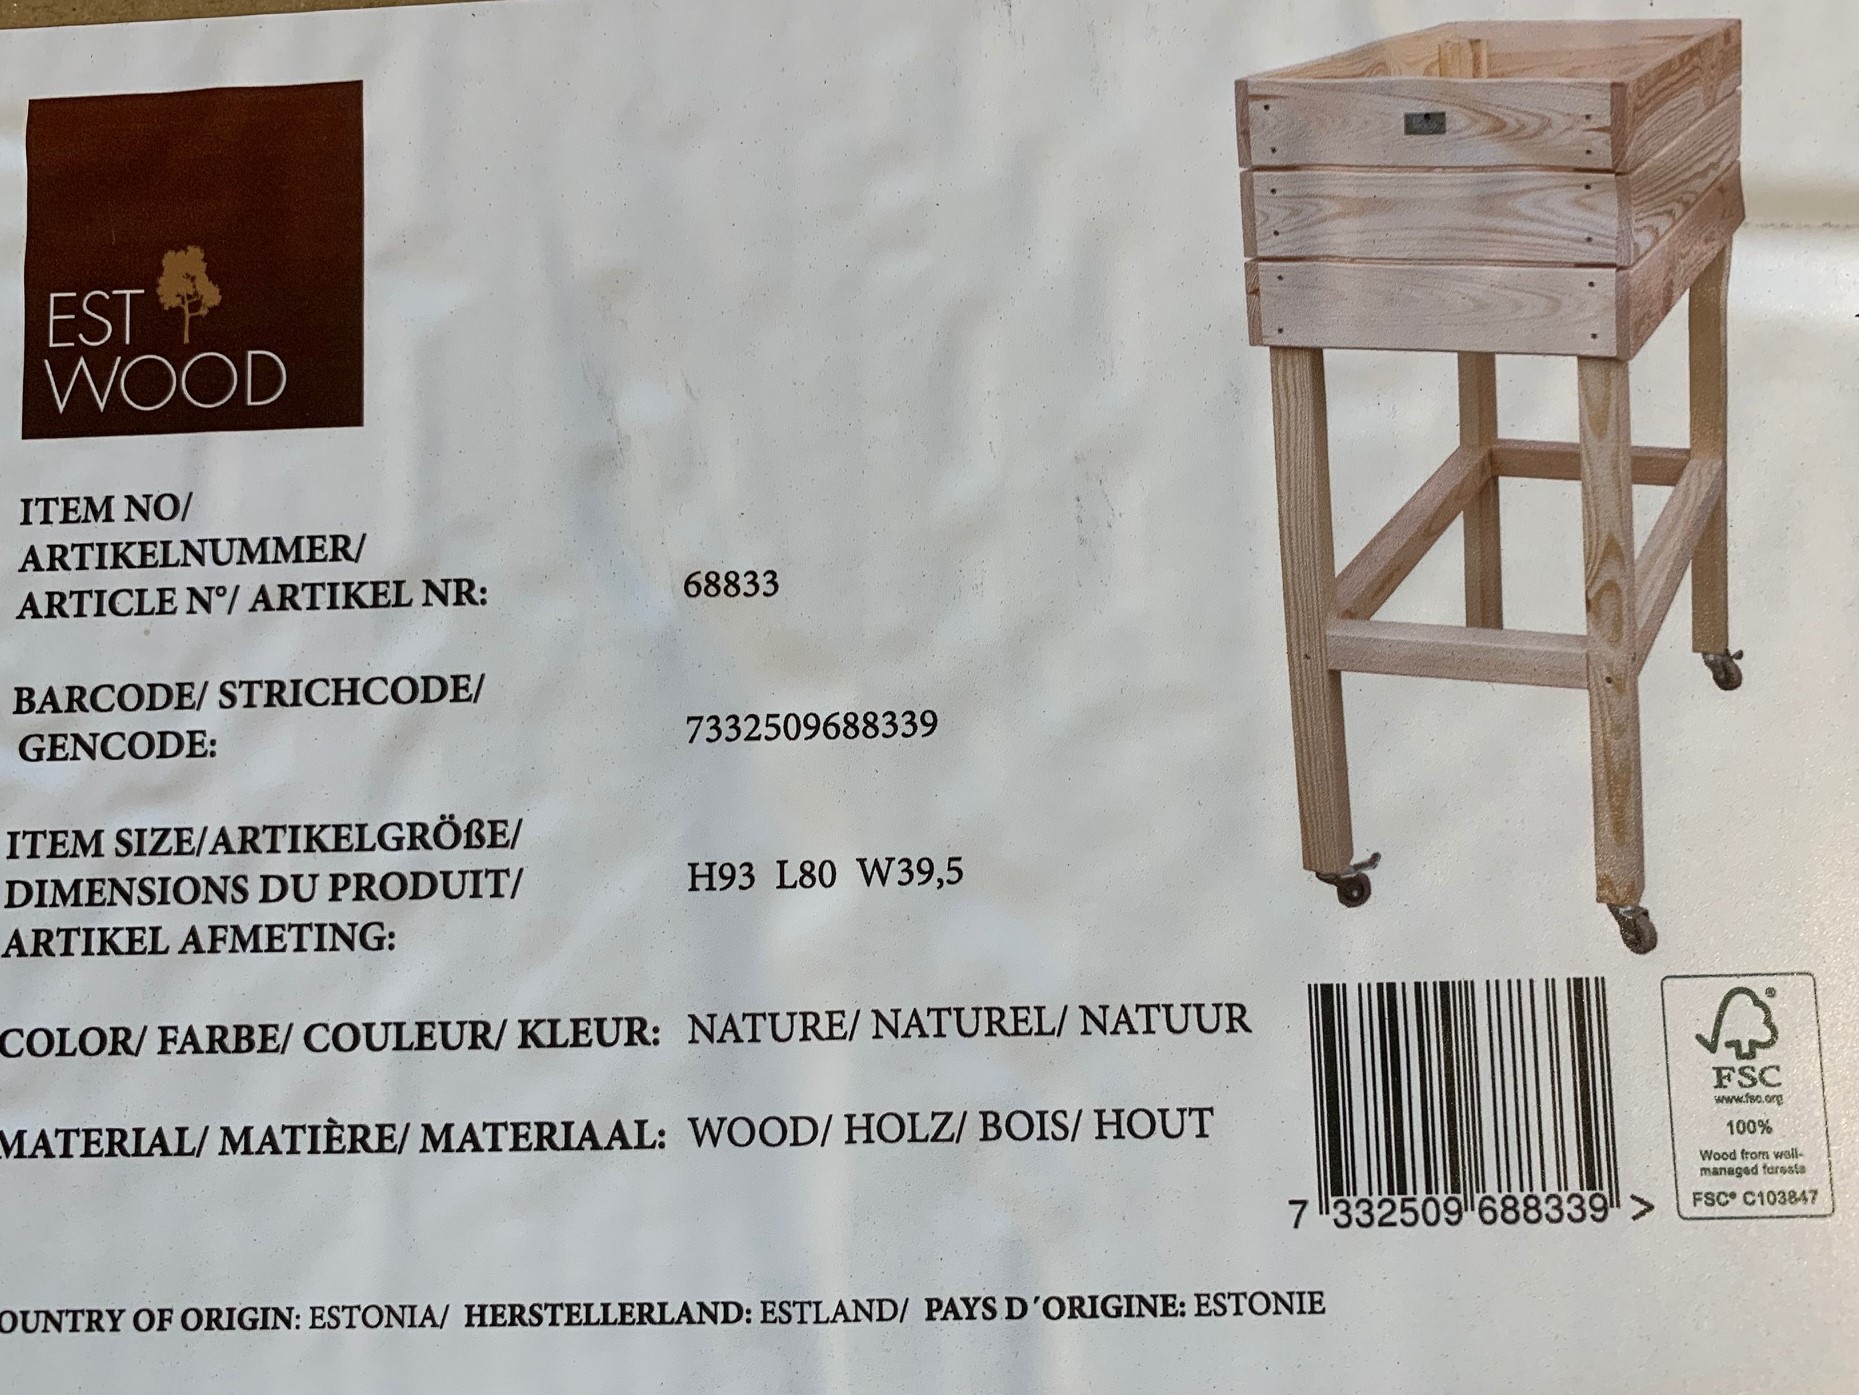 EST
WOOD
ITEM NO/
ARTIKELNUMMER/
ARTICLE N°/ ARTIKEL NR: 68833
BARCODE/ STRICHCODE/
GENCODE: 7332509688339
ITEM SIZE/ARTIKELGRÖßE/
DIMENSIONS DU PRODUIT/ H93 L80 W39,5
ARTIKEL AFMETING:
COLOR/ FARBE/ COULEUR/ KLEUR: NATURE/ NATUREL/ NATUUR
MATERIAL/ MATIÈRE/ MATERIAAL: WOOD/ HOLZ/ BOIS/ HOUT
7 332509 688339 >
FSC
www.fsc.org
100%
Wood from well-
managed forests
FSC® C103847
OUNTRY OF ORIGIN: ESTONIA/ HERSTELLERLAND: ESTLAND/ PAYS D´ORIGINE: ESTONIE